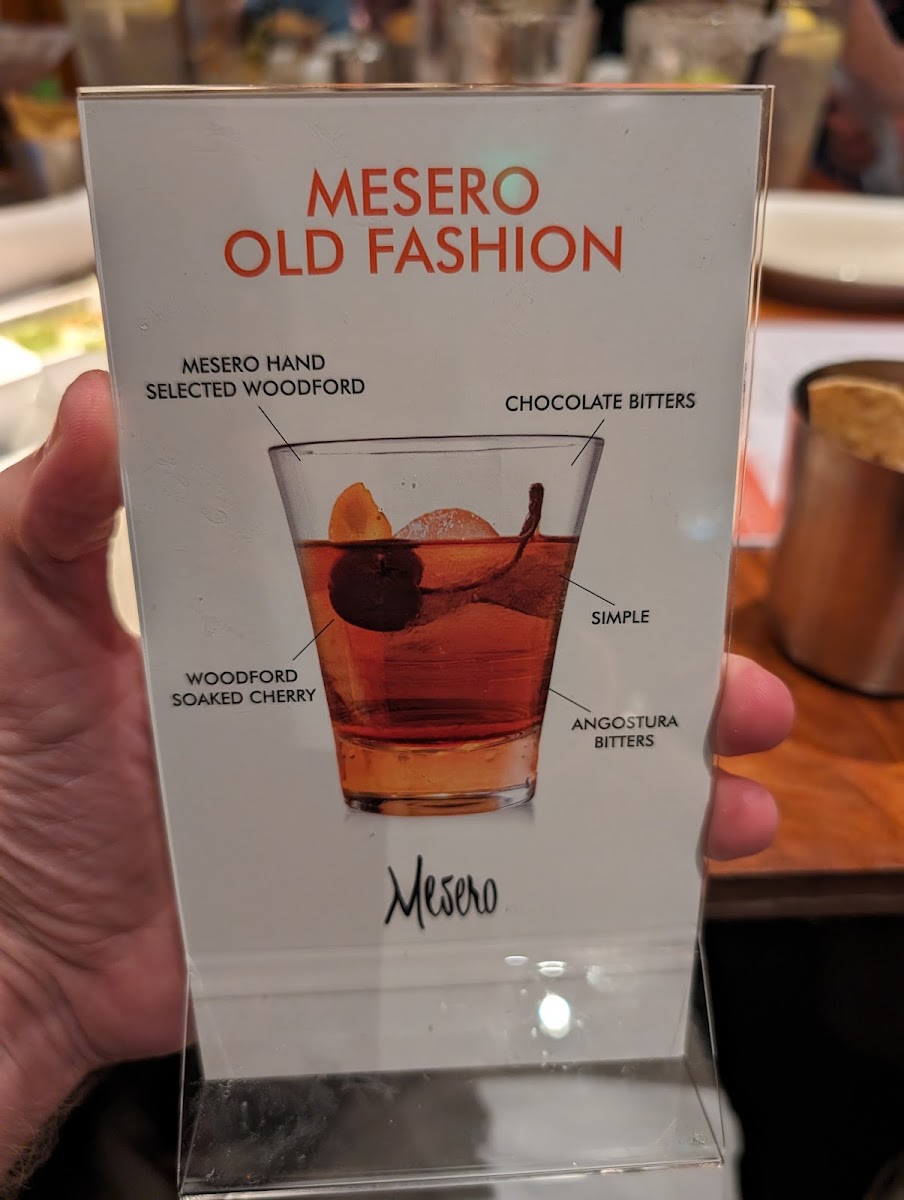 MESERO
OLD FASHION
MESERO HAND
SELECTED WOODFORD
CHOCOLATE BITTERS
SIMPLE
WOODFORD
SOAKED CHERRY
ANGOSTURA
BITTERS
Mesero